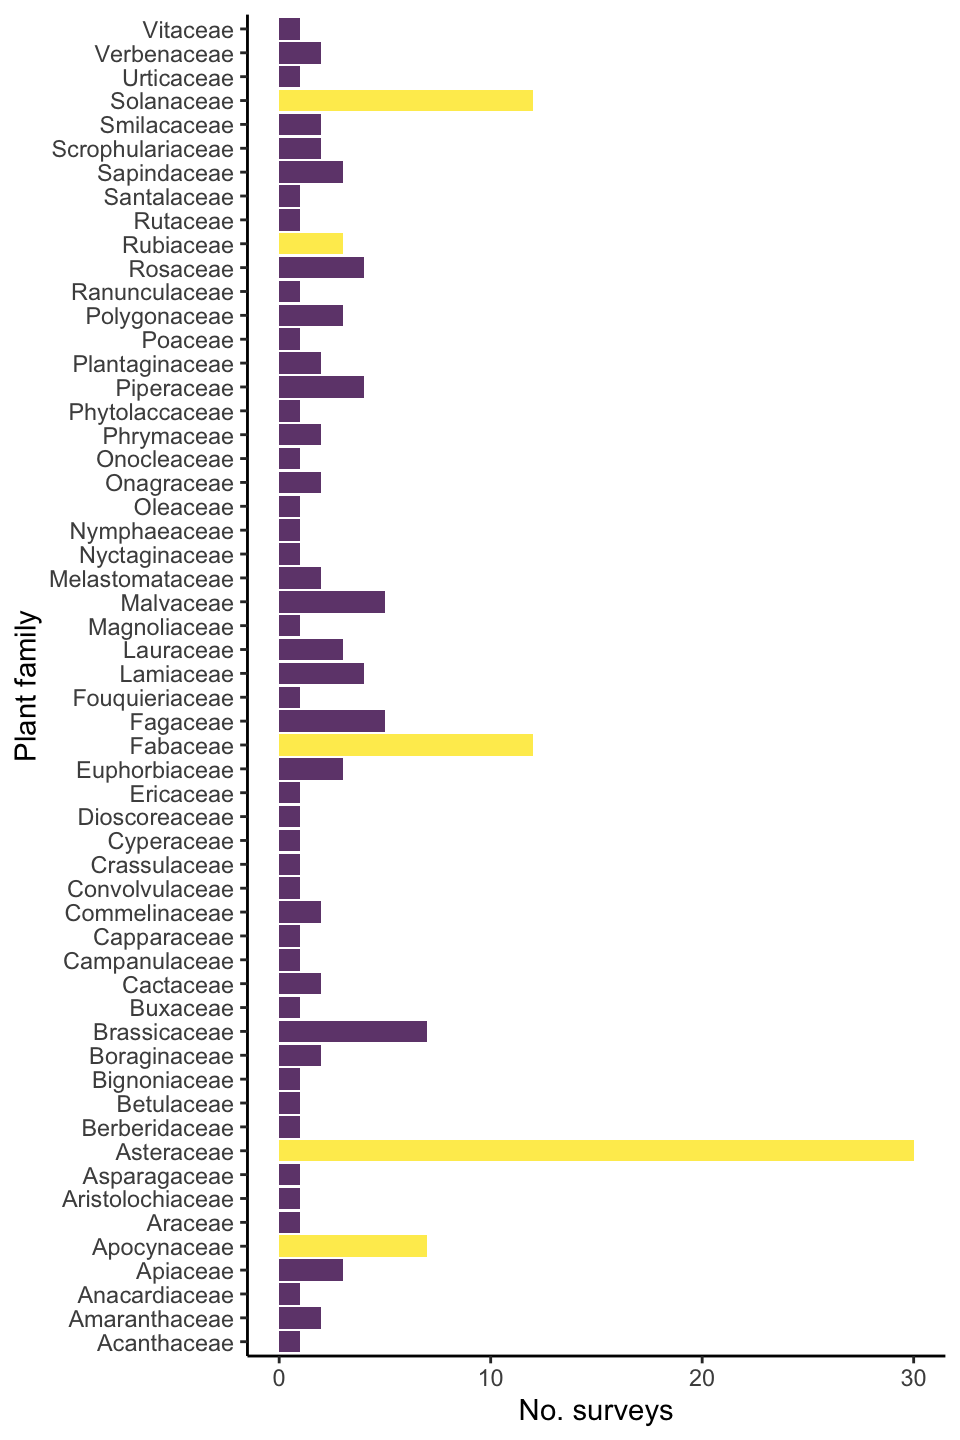 Vitaceae
Verbenaceae
Urticaceae
Solanaceae
Smilacaceae
Scrophulariaceae
Sapindaceae
Santalaceae
Rutaceae
Rubiaceae
Rosaceae
Ranunculaceae
Polygonaceae
Poaceae
Plantaginaceae
Piperaceae
Phytolaccaceae
Phrymaceae
Onocleaceae
Onagraceae
Oleaceae
Nymphaeaceae
Nyctaginaceae
Melastomataceae
Malvaceae
Magnoliaceae
Lauraceae
Lamiaceae
Fouquieriaceae
Fagaceae
Fabaceae
Euphorbiaceae
Ericaceae
Dioscoreaceae
Cyperaceae
Crassulaceae
Convolvulaceae
Commelinaceae
Capparaceae
Campanulaceae
Cactaceae
Buxaceae
Brassicaceae
Boraginaceae
Bignoniaceae
Betulaceae
Berberidaceae
Asteraceae
Asparagaceae
Aristolochiaceae
Araceae
Apocynaceae
Apiaceae
Anacardiaceae
Amaranthaceae
Acanthaceae
Plant family
0 10 20 30
No. surveys